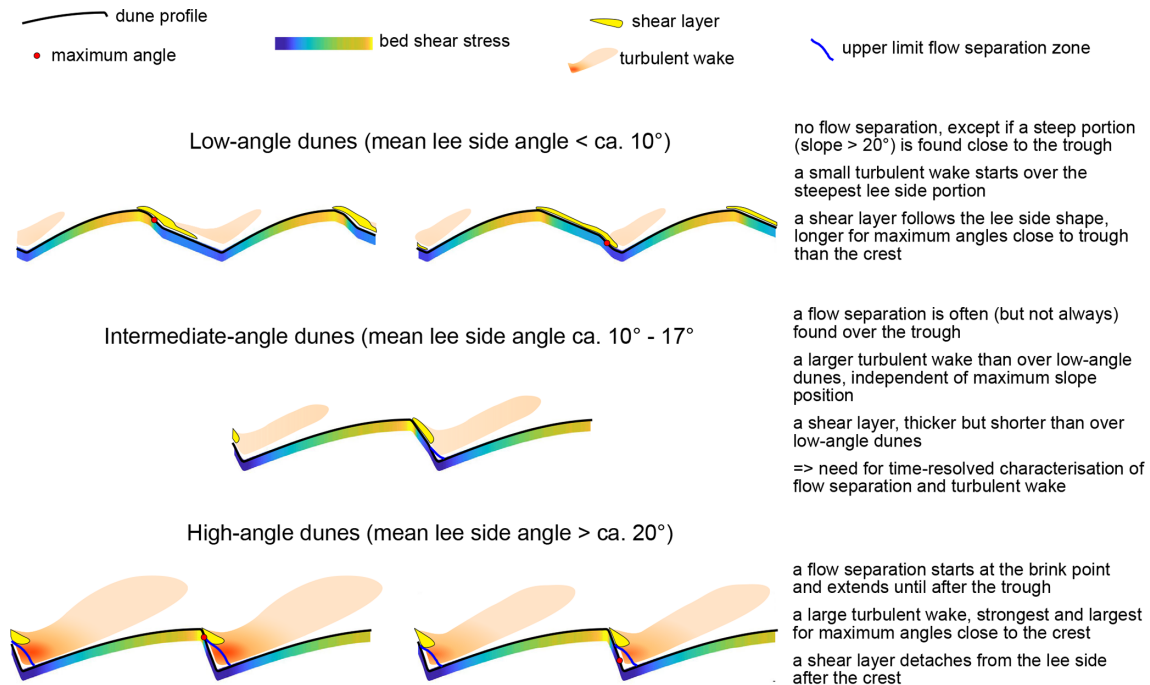 dune profile
maximum angle
bed shear stress
shear layer
turbulent wake
upper limit flow separation zone
Low-angle dunes (mean lee side angle < ca. 10°)
no flow separation, except if a steep portion
(slope > 20°) is found close to the trough
a small turbulent wake starts over the
steepest lee side portion
a shear layer follows the lee side shape,
longer for maximum angles close to trough
than the crest
Intermediate-angle dunes (mean lee side angle ca. 10° - 17°
a flow separation is often (but not always)
found over the trough
a larger turbulent wake than over low-angle
dunes, independent of maximum slope
position
a shear layer, thicker but shorter than over
low-angle dunes
=> need for time-resolved characterisation of
flow separation and turbulent wake
High-angle dunes (mean lee side angle > ca. 20°)
a flow separation starts at the brink point
and extends until after the trough
a large turbulent wake, strongest and largest
for maximum angles close to the crest
a shear layer detaches from the lee side
after the crest